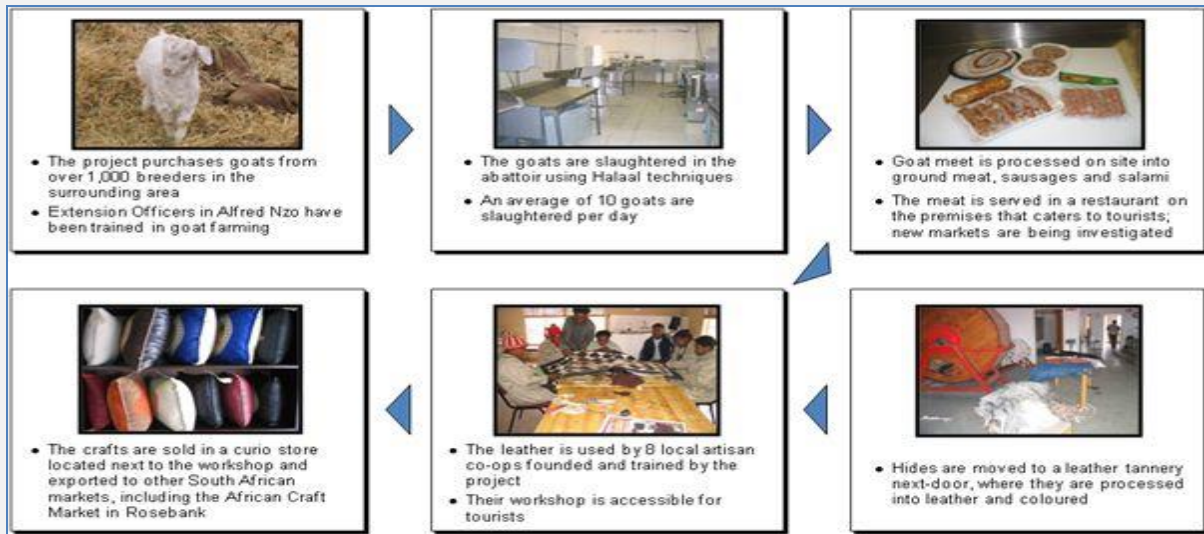 • The project purchases goats from
over 1,000 breeders in the
surrounding area
• Extension Officers in Alfred Nzo have
been trained in goat farming
• The goats are slaughtered in the
abattoir using Halaal techniques
• An average of 10 goats are
slaughtered per day
• Goat meet is processed on site into
ground meat, sausages and salami
• The meat is served in a restaurant on
the premises that caters to tourists;
new markets are being investigated
• Hides are moved to a leather tannery
next-door, where they are processed
into leather and coloured
• The leather is used by 8 local artisan
co-ops founded and trained by the
project
• Their workshop is accessible for
tourists
• The crafts are sold in a curio store
located next to the workshop and
exported to other South African
markets, including the African Craft
Market in Rosebank